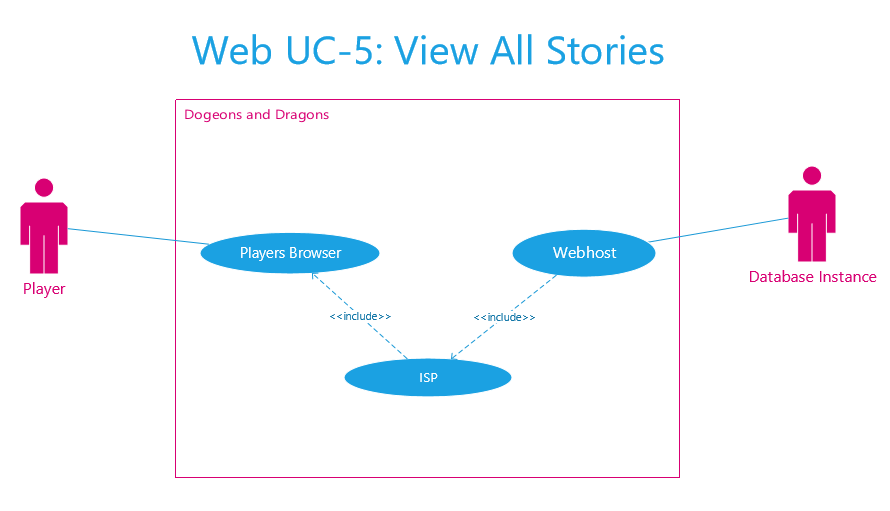 Web UC-5: View All Stories
Dogeons and Dragons
Players Browser
Webhost
Database Instance
Player
<<include>>
<<include>>
ISP